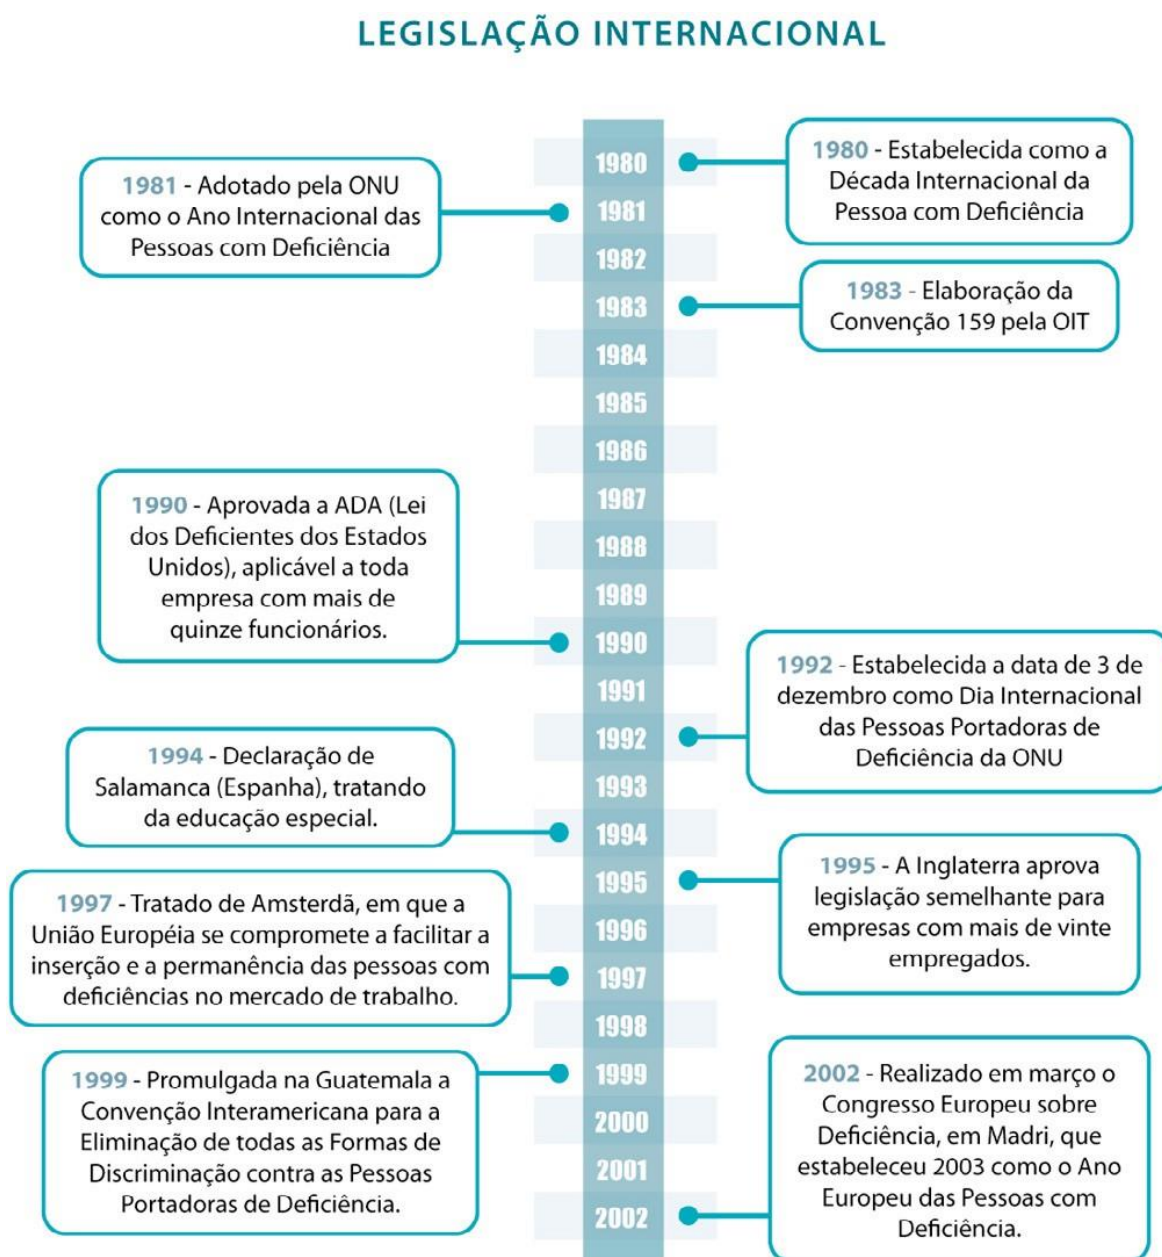 LEGISLAÇÃO INTERNACIONAL
1980
1981
1982
1983
1984
1985
1986
1987
1988
1989
1990
1991
1992
1993
1994
1995
1996
1997
1998
1999
2000
2001
2002
1980 - Estabelecida como a
Década Internacional da
Pessoa com Deficiência
1981 - Adotado pela ONU
como o Ano Internacional das
Pessoas com Deficiência
1983 - Elaboração da
Convenção 159 pela OIT
1990 - Aprovada a ADA (Lei
dos Deficientes dos Estados
Unidos), aplicável a toda
empresa com mais de
quinze funcionários.
1992 - Estabelecida a data de 3 de
dezembro como Dia Internacional
das Pessoas Portadoras de
Deficiência da ONU
1994 - Declaração de
Salamanca (Espanha), tratando
da educação especial.
1995 - A Inglaterra aprova
legislação semelhante para
empresas com mais de vinte
empregados.
1997 - Tratado de Amsterdã, em que a
União Européia se compromete a facilitar a
inserção e a permanência das pessoas com
deficiências no mercado de trabalho.
1999 - Promulgada na Guatemala a
Convenção Interamericana para a
Eliminação de todas as Formas de
Discriminação contra as Pessoas
Portadoras de Deficiência.
2002 - Realizado em março o
Congresso Europeu sobre
Deficiência, em Madri, que
estabeleceu 2003 como o Ano
Europeu das Pessoas com
Deficiência.